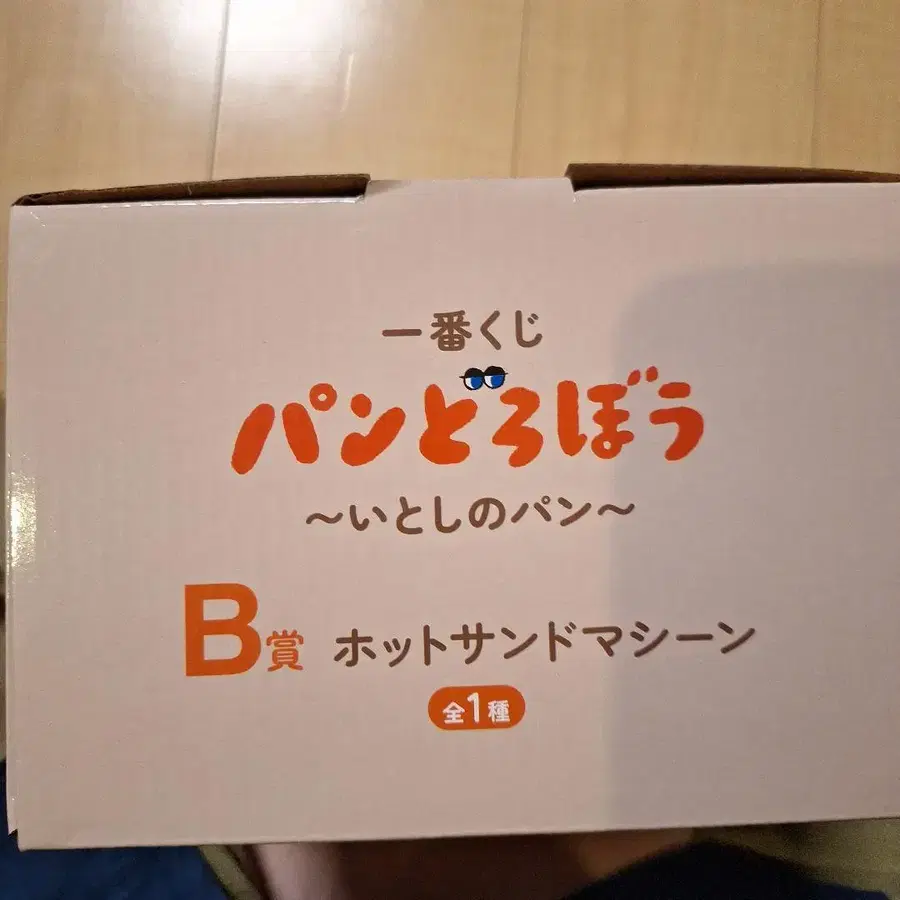 一番くじ
パンどろぼう
〜いとしのパン〜
B賞 ホットサンドマシーン
全1種